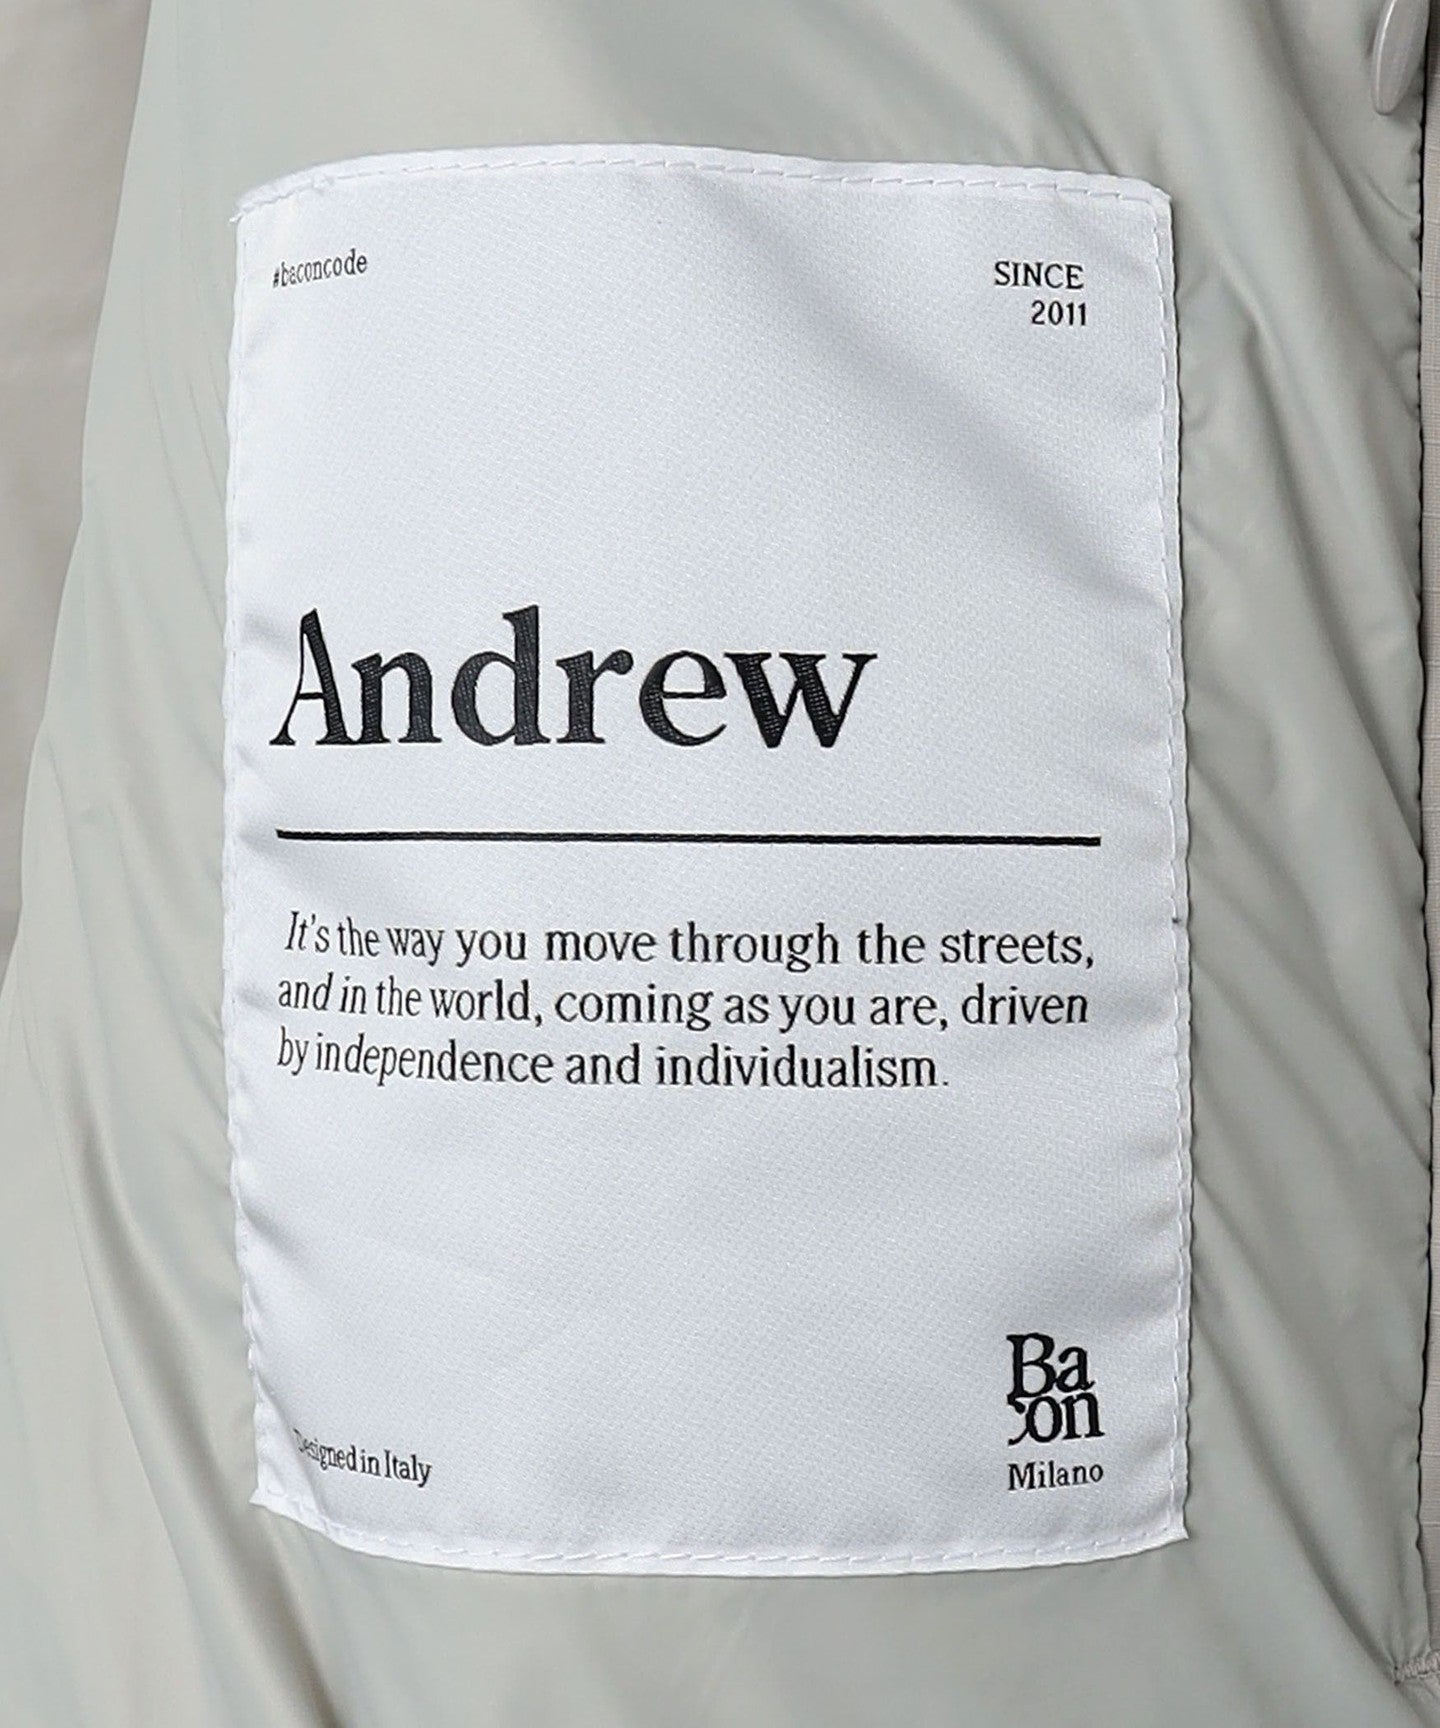 #baconcode
SINCE
2011
Andrew
It's the way you move through the streets,
and in the world, coming as you are, driven
by independence and individualism.
Designed in Italy
Ba
con
Milano